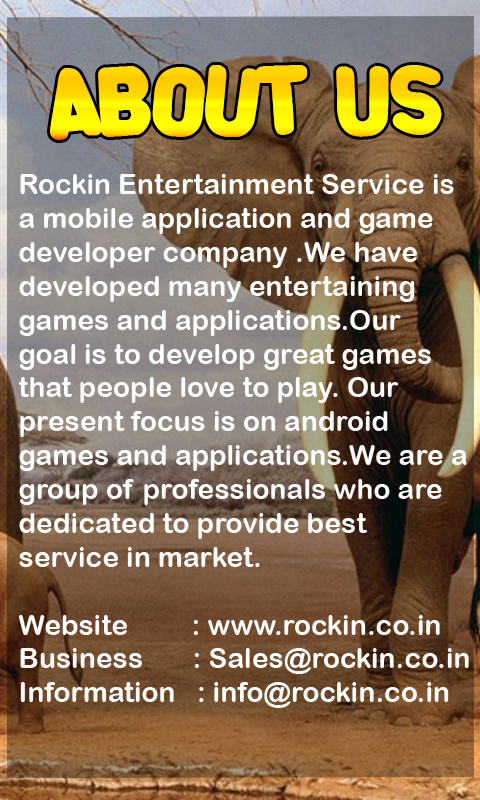 ABOUT US
Rockin Entertainment Service is
a mobile application and game
developer company .We have
developed many entertaining
games and applications.Our
goal is to develop great games
that people love to play. Our
present focus is on android
games and applications.We are a
group of professionals who are
dedicated to provide best
service in market.
Website : www.rockin.co.in
Business : Sales@rockin.co.in
Information : info@rockin.co.in